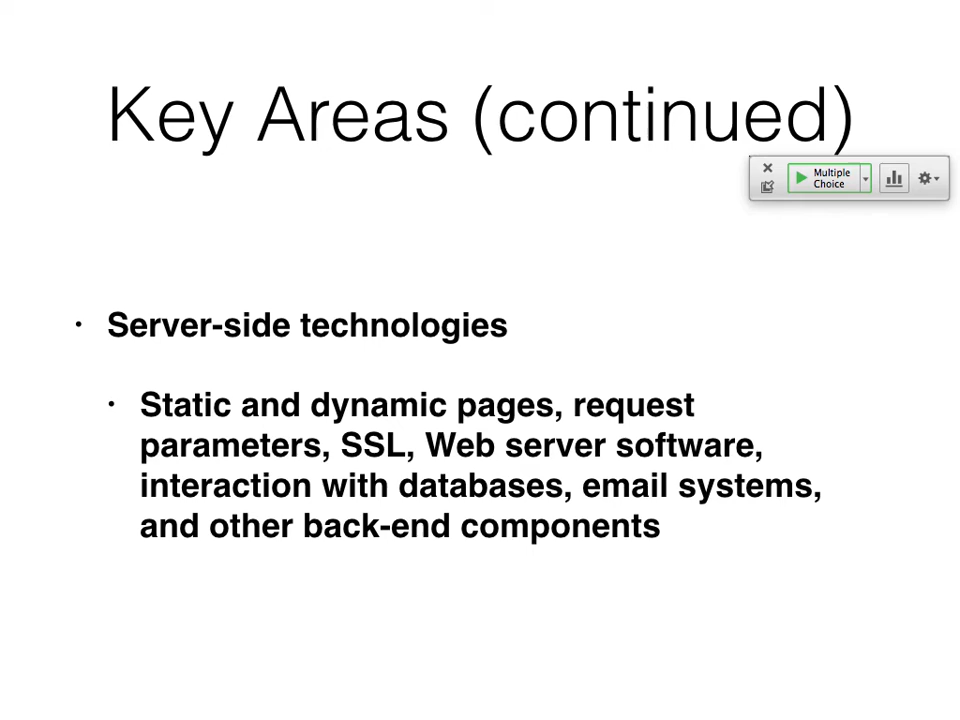 Key Areas (continued)
Multiple
Choice
• Server-side technologies
• Static and dynamic pages, request
parameters, SSL, Web server software,
interaction with databases, email systems,
and other back-end components